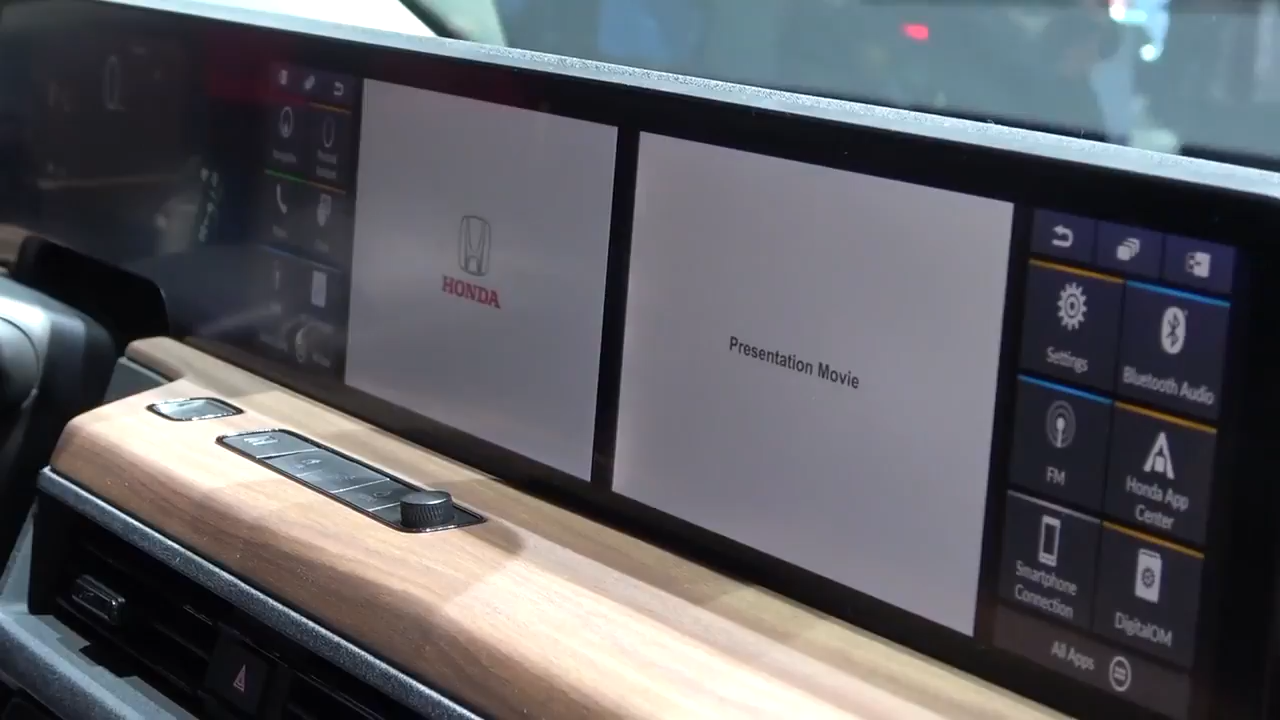 HONDA
Presentation Movie
Settings
Bluetooth Audio
FM
Honda App
Center
Smartphone
Connection
DigitalOM
All Apps